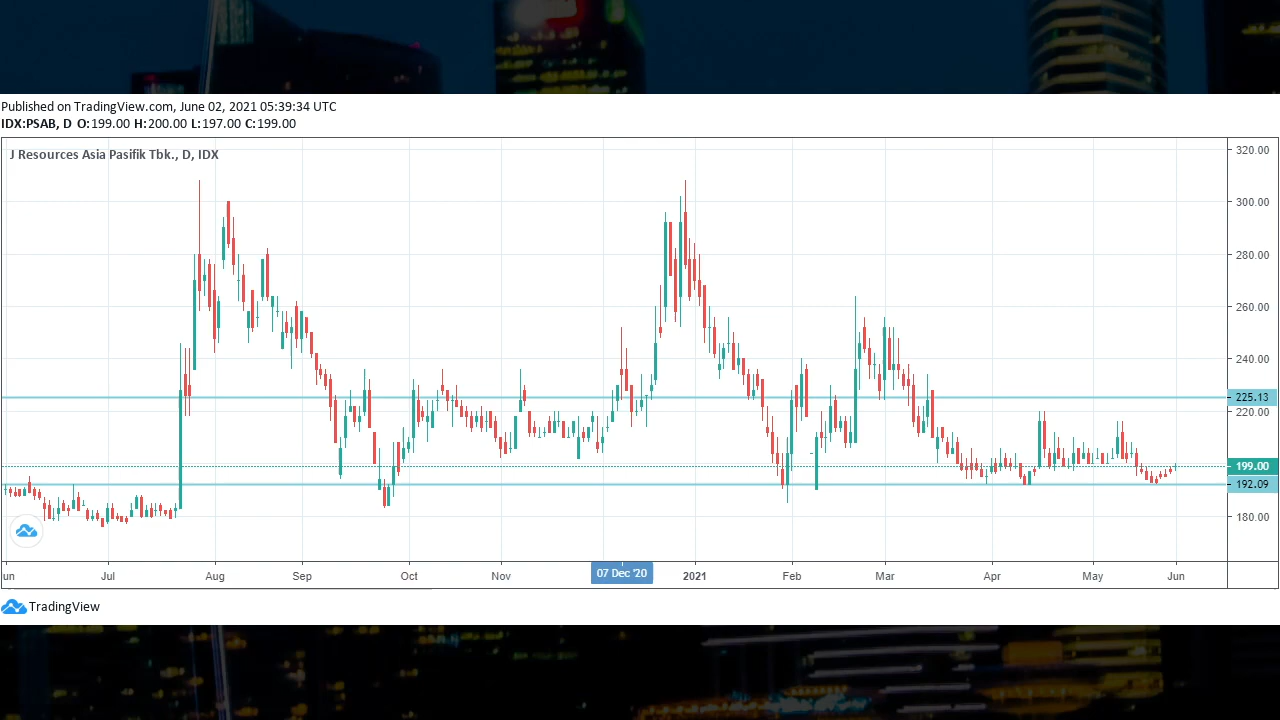 Published on TradingView.com, June 02, 2021 05:39:34 UTC
IDX:PSAB, D O:199.00 H:200.00 L:197.00 C:199.00
J Resources Asia Pasifik Tbk., D, IDX
320.00
300.00
280.00
260.00
240.00
225.13
220.00
199.00
192.09
180.00
un Jul Aug Sep Oct Nov 07 Dec '20 2021 Feb Mar Apr May Jun
TradingView